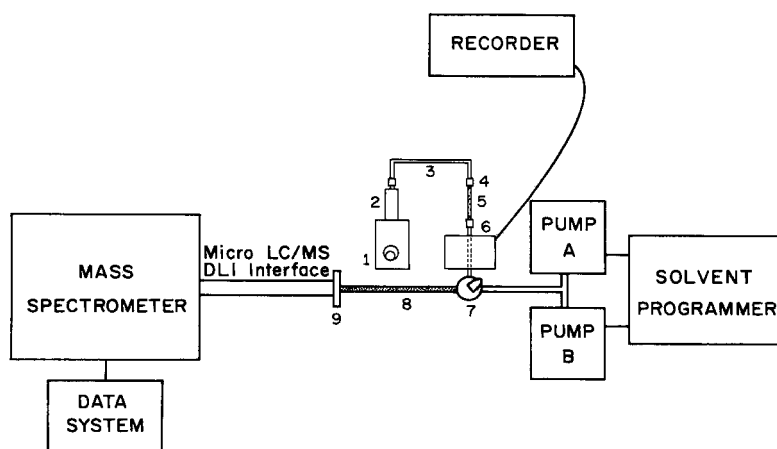 RECORDER
3
4
2
5
6
1
PUMP
A
Micro LC/MS
DLI Interface
MASS
SPECTROMETER
SOLVENT
PROGRAMMER
8
7
9
PUMP
B
DATA
SYSTEM